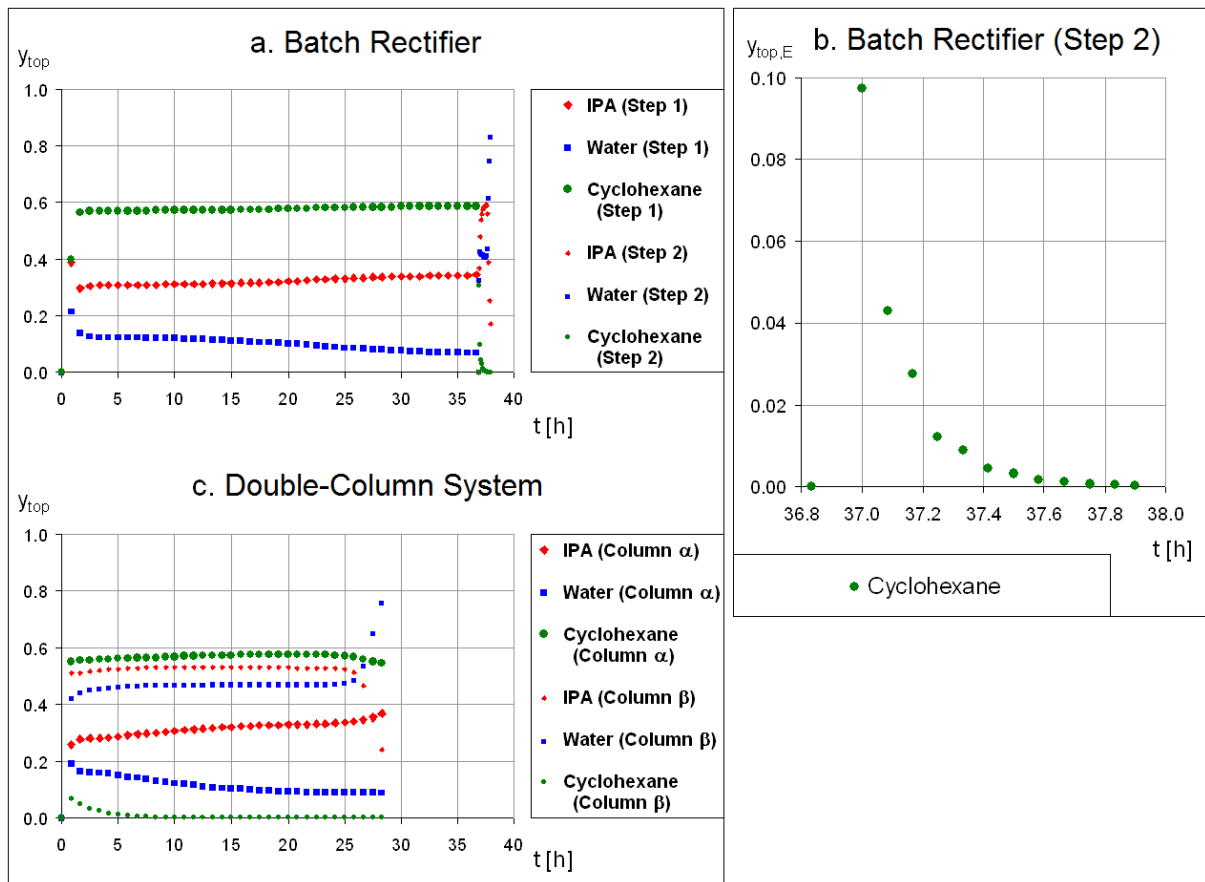 a. Batch Rectifier
y_top
1.0
0.8
0.6
0.4
0.2
0.0
0 5 10 15 20 25 30 35 40
t [h]
IPA (Step 1)
Water (Step 1)
Cyclohexane
(Step 1)
IPA (Step 2)
Water (Step 2)
Cyclohexane
(Step 2)
b. Batch Rectifier (Step 2)
y_top,E
0.10
0.08
0.06
0.04
0.02
0.00
36.8 37.0 37.2 37.4 37.6 37.8 38.0
t [h]
Cyclohexane
c. Double-Column System
y_top
1.0
0.8
0.6
0.4
0.2
0.0
0 5 10 15 20 25 30 35 40
t [h]
IPA (Column α)
Water (Column α)
Cyclohexane
(Column α)
IPA (Column β)
Water (Column β)
Cyclohexane
(Column β)